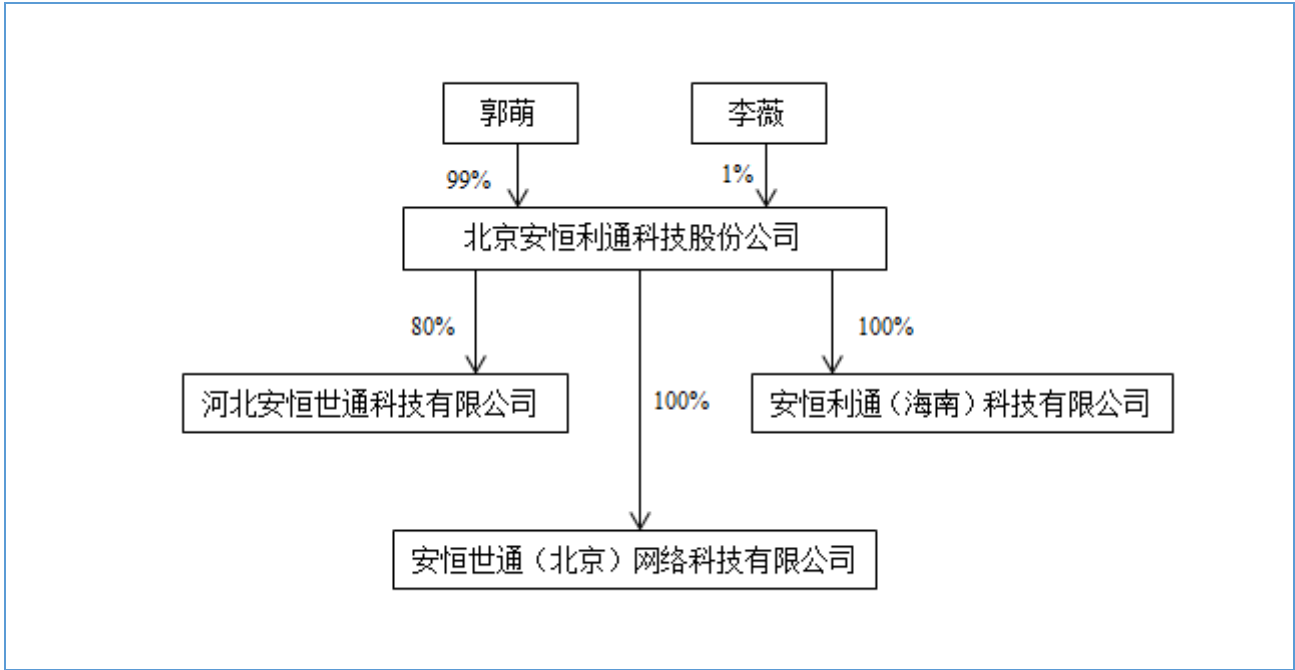 郭萌
李薇
99%
1%
北京安恒利通科技股份公司
80%
100%
河北安恒世通科技有限公司
100%
安恒利通（海南）科技有限公司
安恒世通（北京）网络科技有限公司